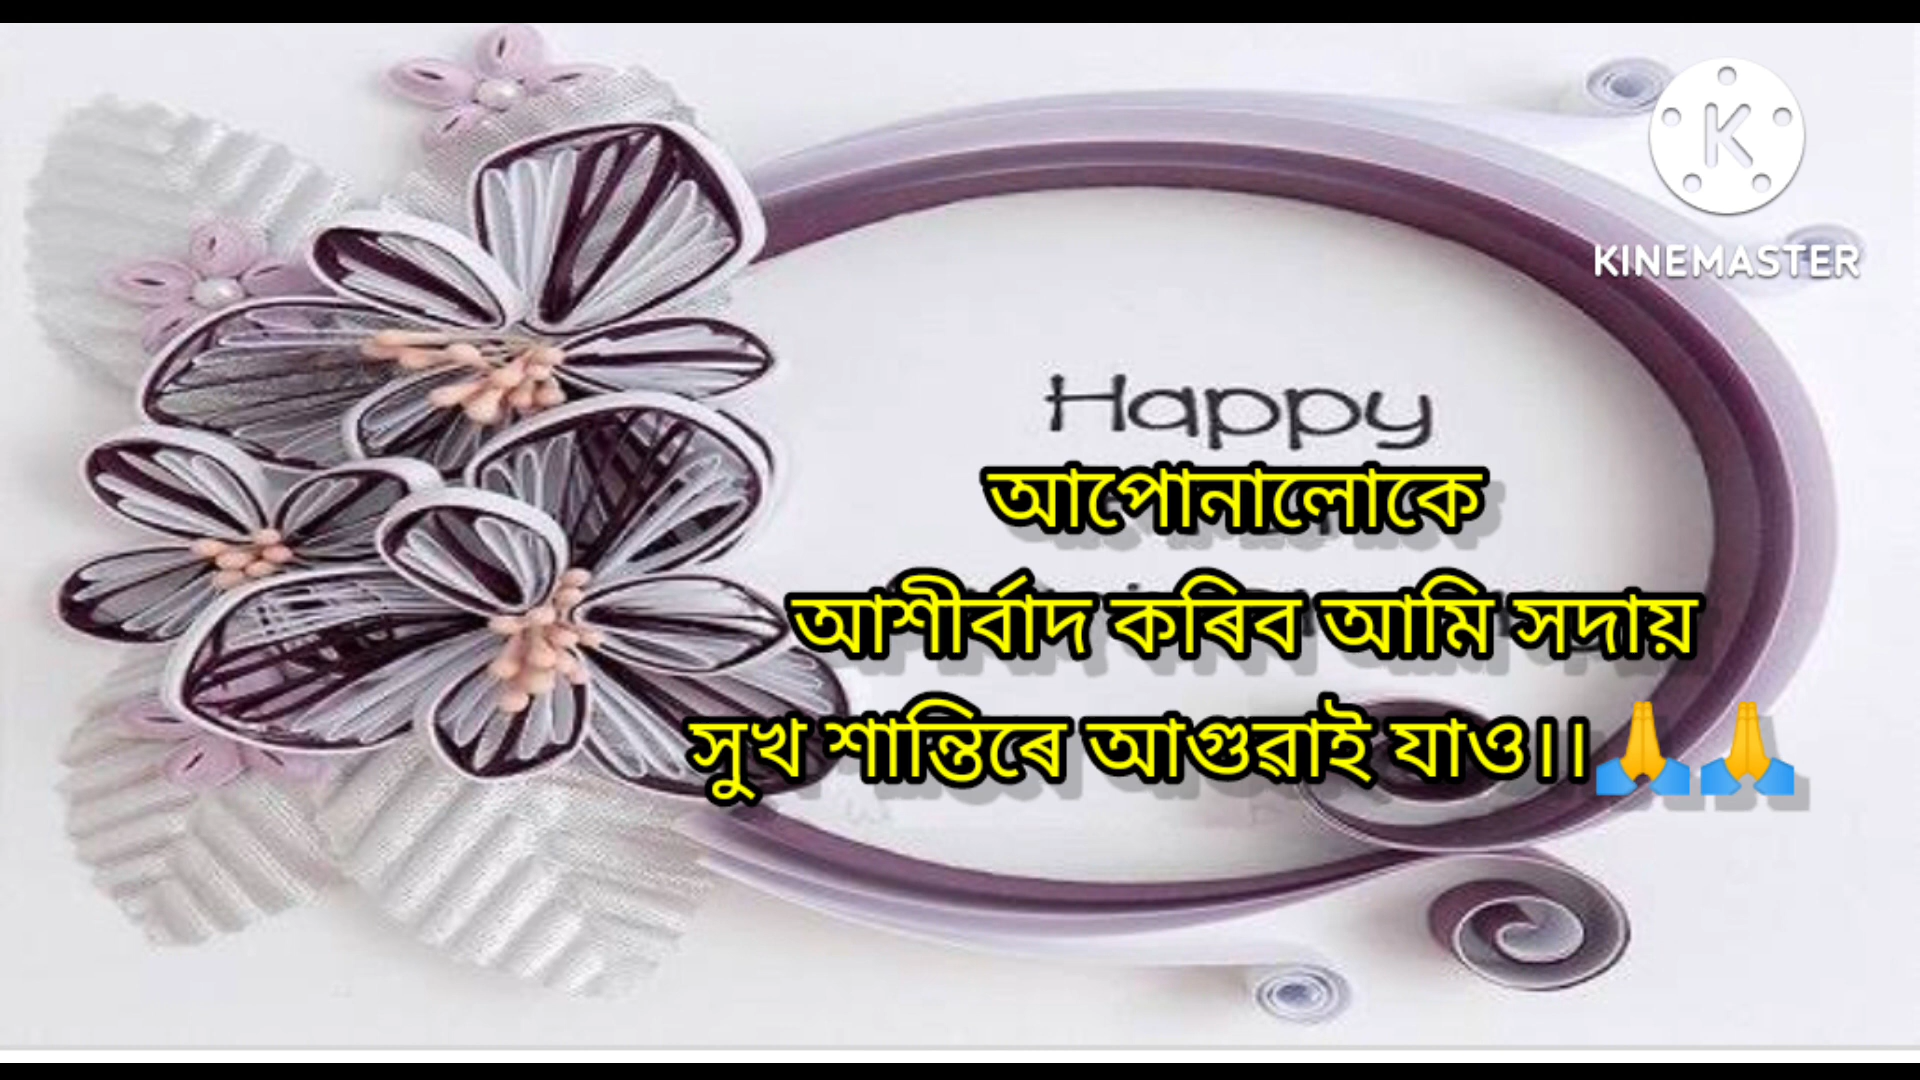 K
KINEMASTER
Happy
আপোনালোকে
আশীৰ্বাদ কৰিব আমি সদায়
সুখ শান্তিৰে আগুৱাই যাও।।🙏🙏